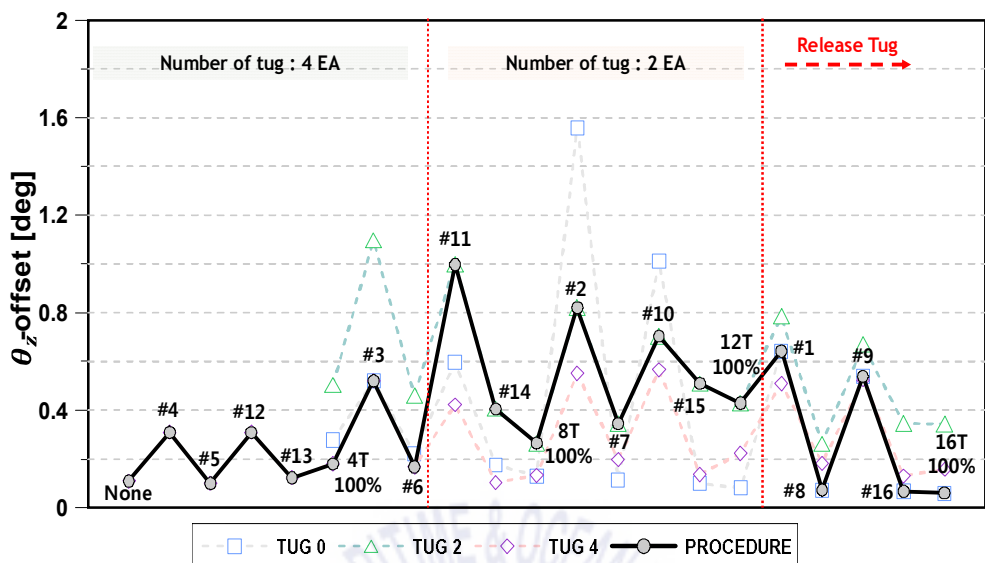 2
1.6
1.2
0.8
0.4
0
θz-offset [deg]
Number of tug : 4 EA
Number of tug : 2 EA
Release Tug
None
#4
#5
#12
#13
4T
100%
#3
#6
#11
#14
8T
100%
#2
#7
#10
#15
12T
100%
#1
#8
#9
#16
16T
100%
TUG 0
TUG 2
TUG 4
PROCEDURE